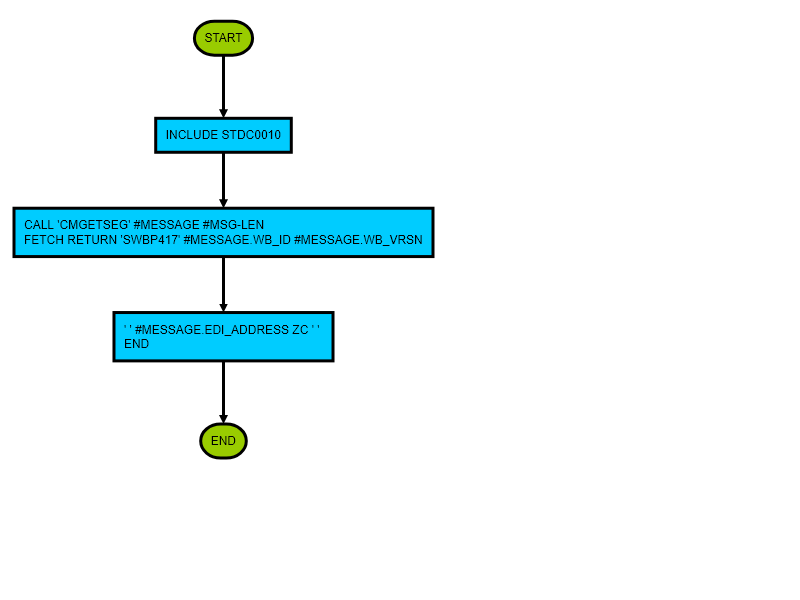 START
INCLUDE STDC0010
CALL 'CMGETSEG' #MESSAGE #MSG-LEN
FETCH RETURN 'SWBP417' #MESSAGE.WB_ID #MESSAGE.WB_VRSN
' ' #MESSAGE.EDI_ADDRESS ZC ' '
END
END